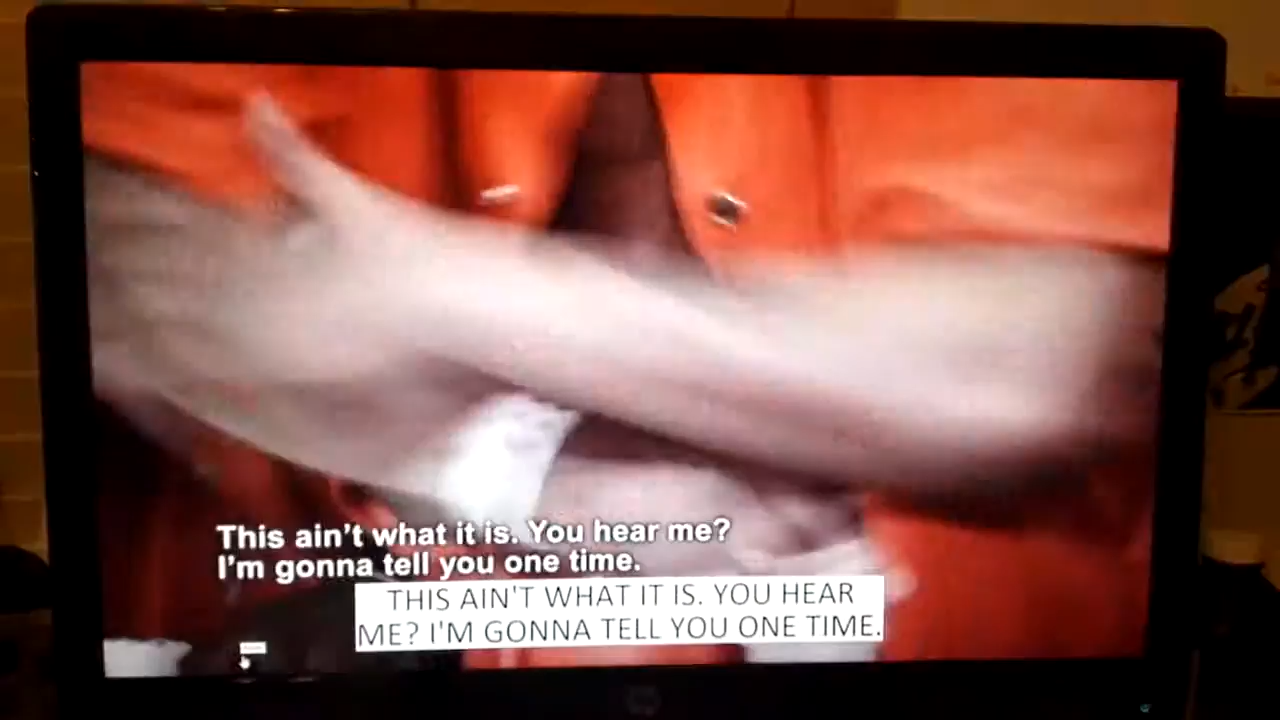 This ain't what it is. You hear me?
I'm gonna tell you one time.
THIS AIN'T WHAT IT IS. YOU HEAR
ME? I'M GONNA TELL YOU ONE TIME.